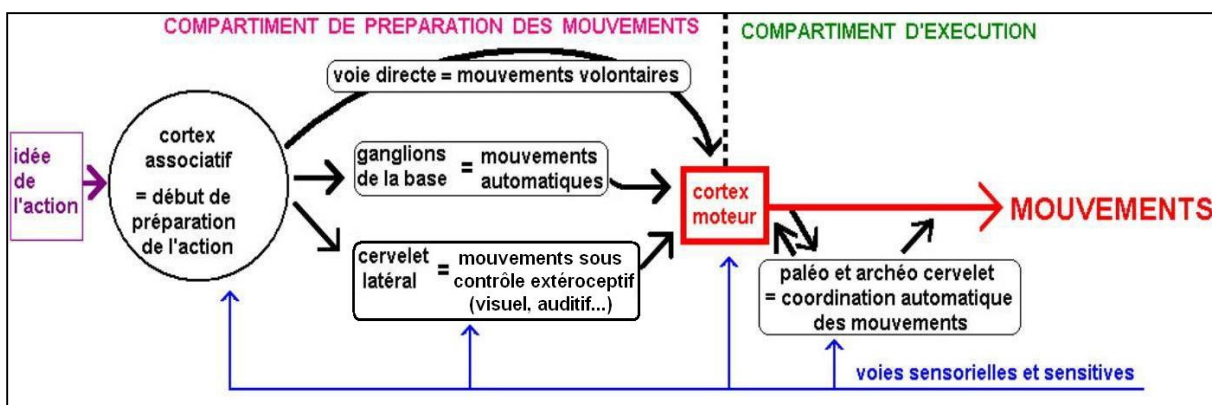 COMPARTIMENT DE PREPARATION DES MOUVEMENTS
COMPARTIMENT D'EXECUTION
voie directe = mouvements volontaires
idée
de
l'action
cortex
associatif
= début de
préparation
de l'action
ganglions
de la base
=
mouvements
automatiques
cervelet
latéral
=
mouvements sous
contrôle extéroceptif
(visuel, auditif...)
cortex
moteur
MOUVEMENTS
paléo et archéo cervelet
= coordination automatique
des mouvements
voies sensorielles et sensitives